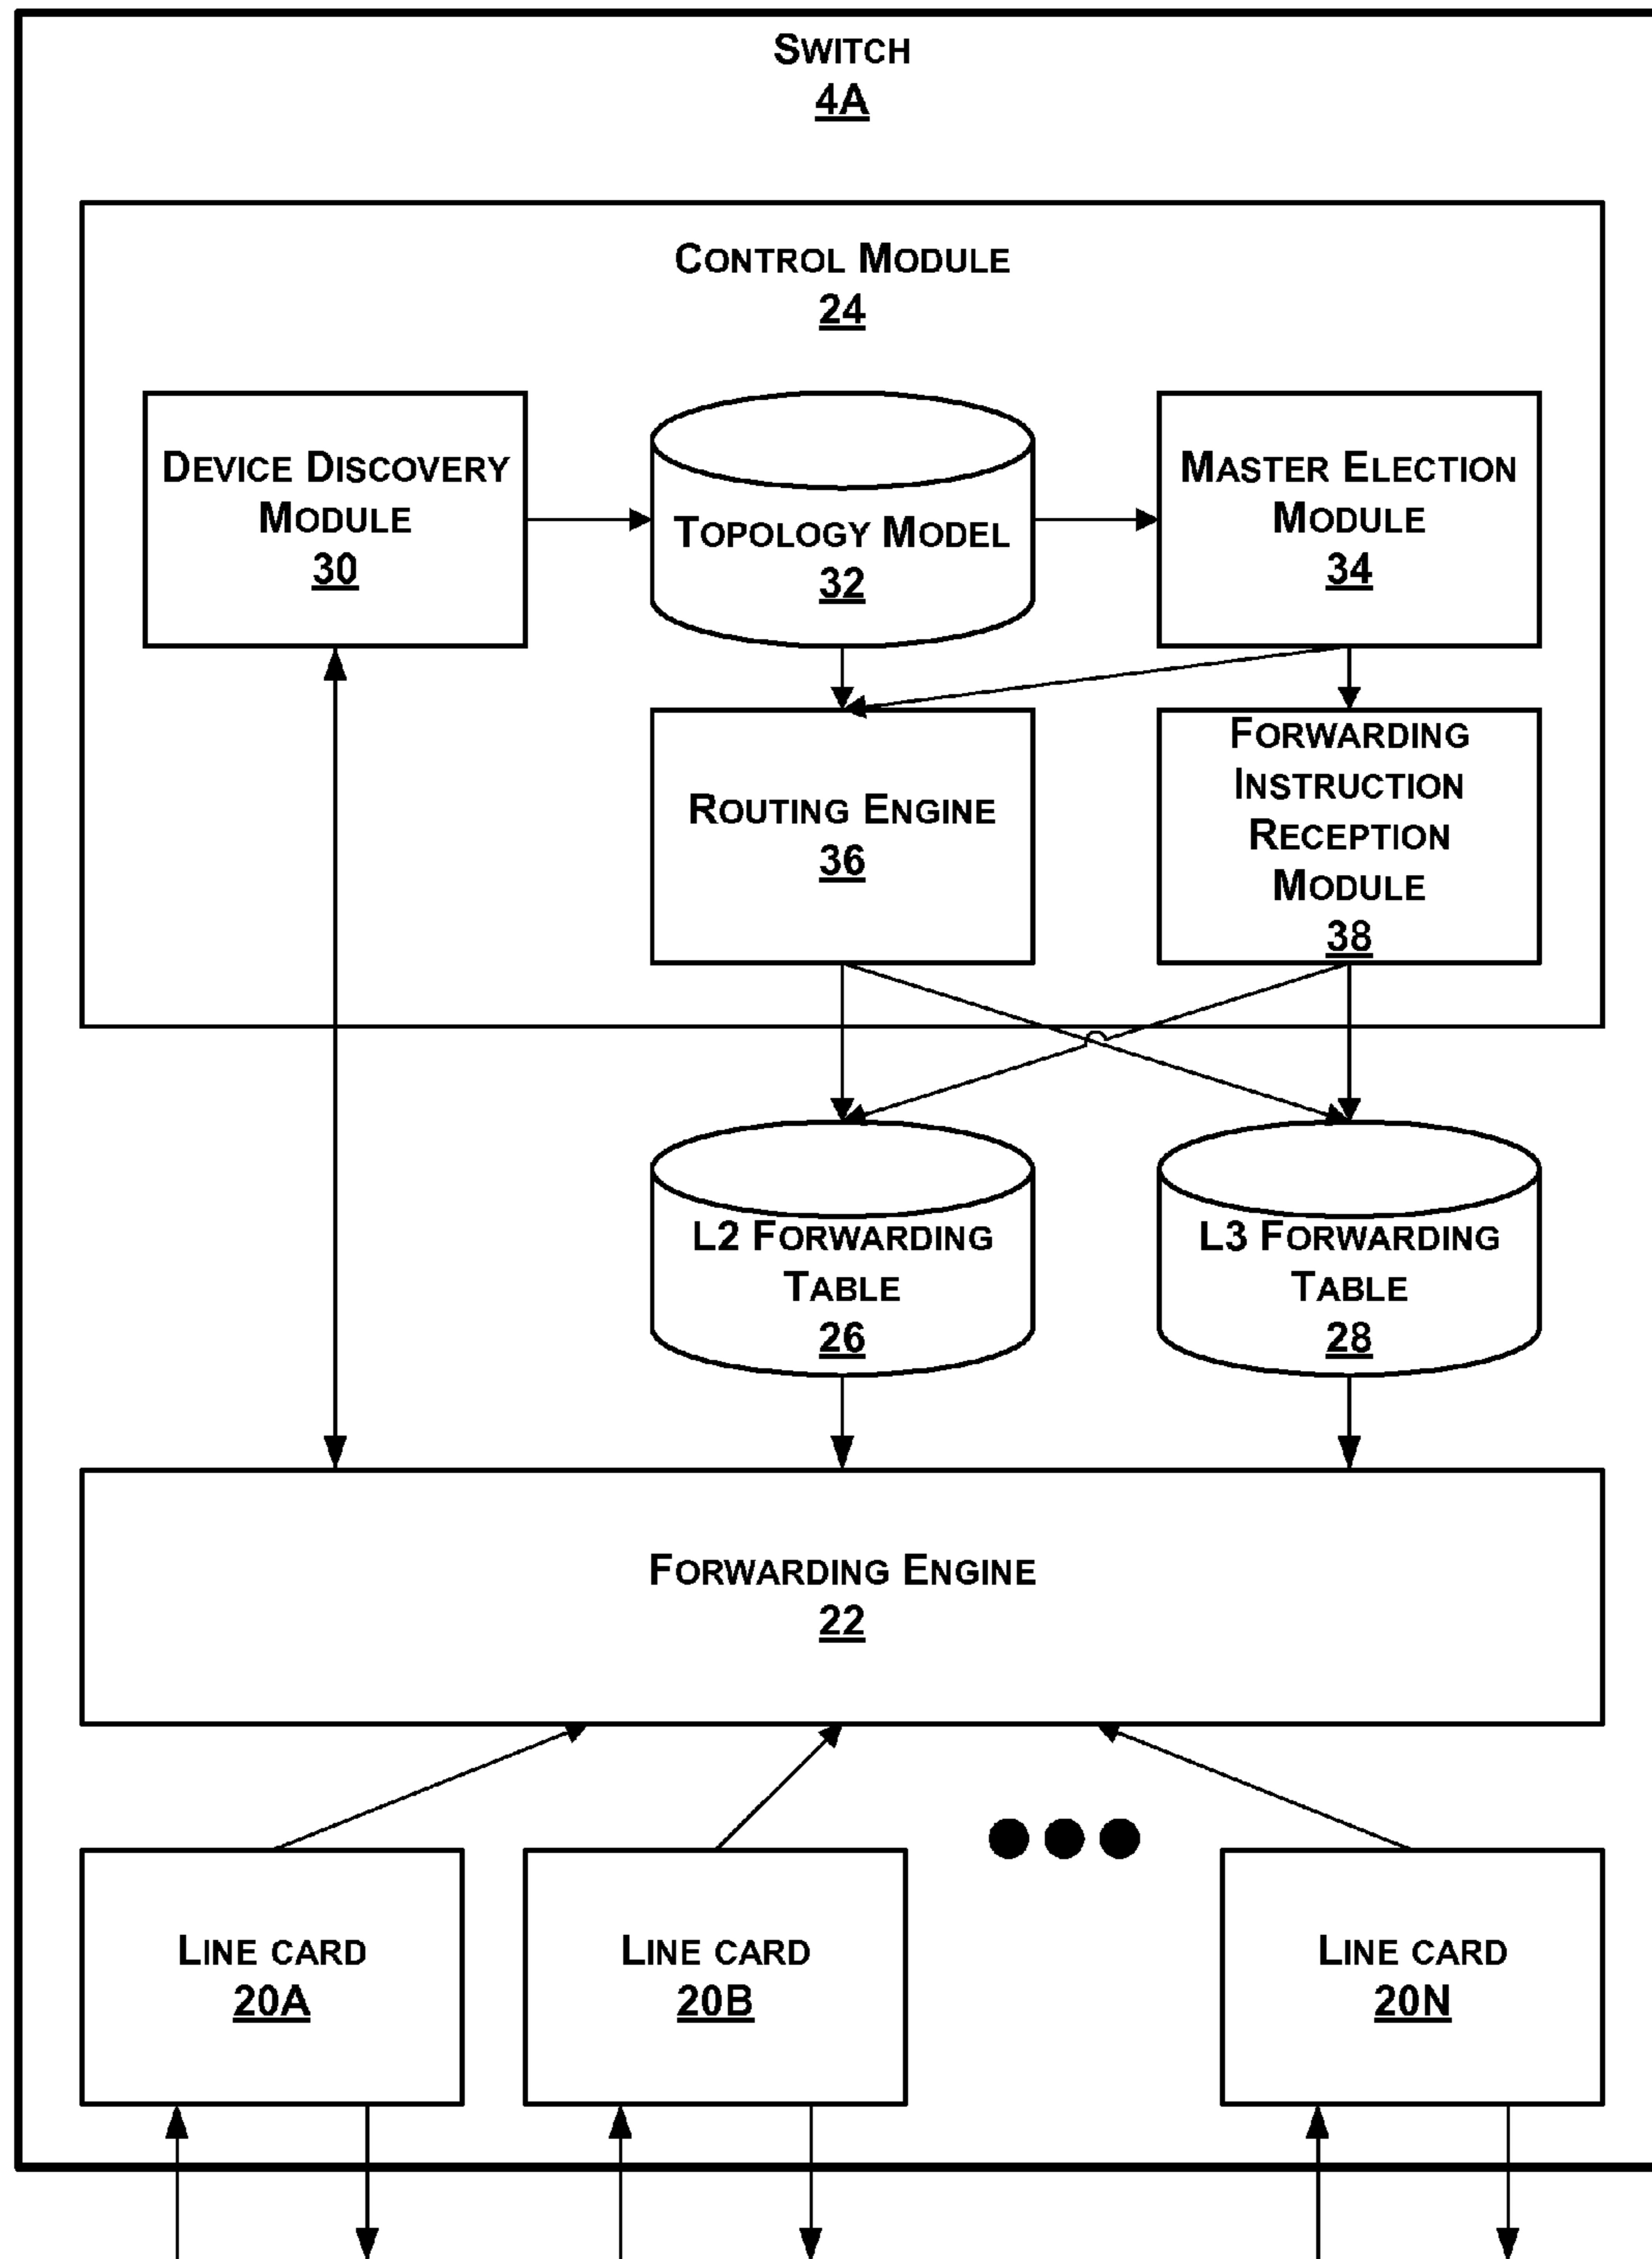 SWITCH
4A
CONTROL MODULE
24
DEVICE DISCOVERY
MODULE
30
TOPOLOGY MODEL
32
MASTER ELECTION
MODULE
34
ROUTING ENGINE
36
FORWARDING
INSTRUCTION
RECEPTION
MODULE
38
L2 FORWARDING
TABLE
26
L3 FORWARDING
TABLE
28
FORWARDING ENGINE
22
LINE CARD
20A
LINE CARD
20B
LINE CARD
20N